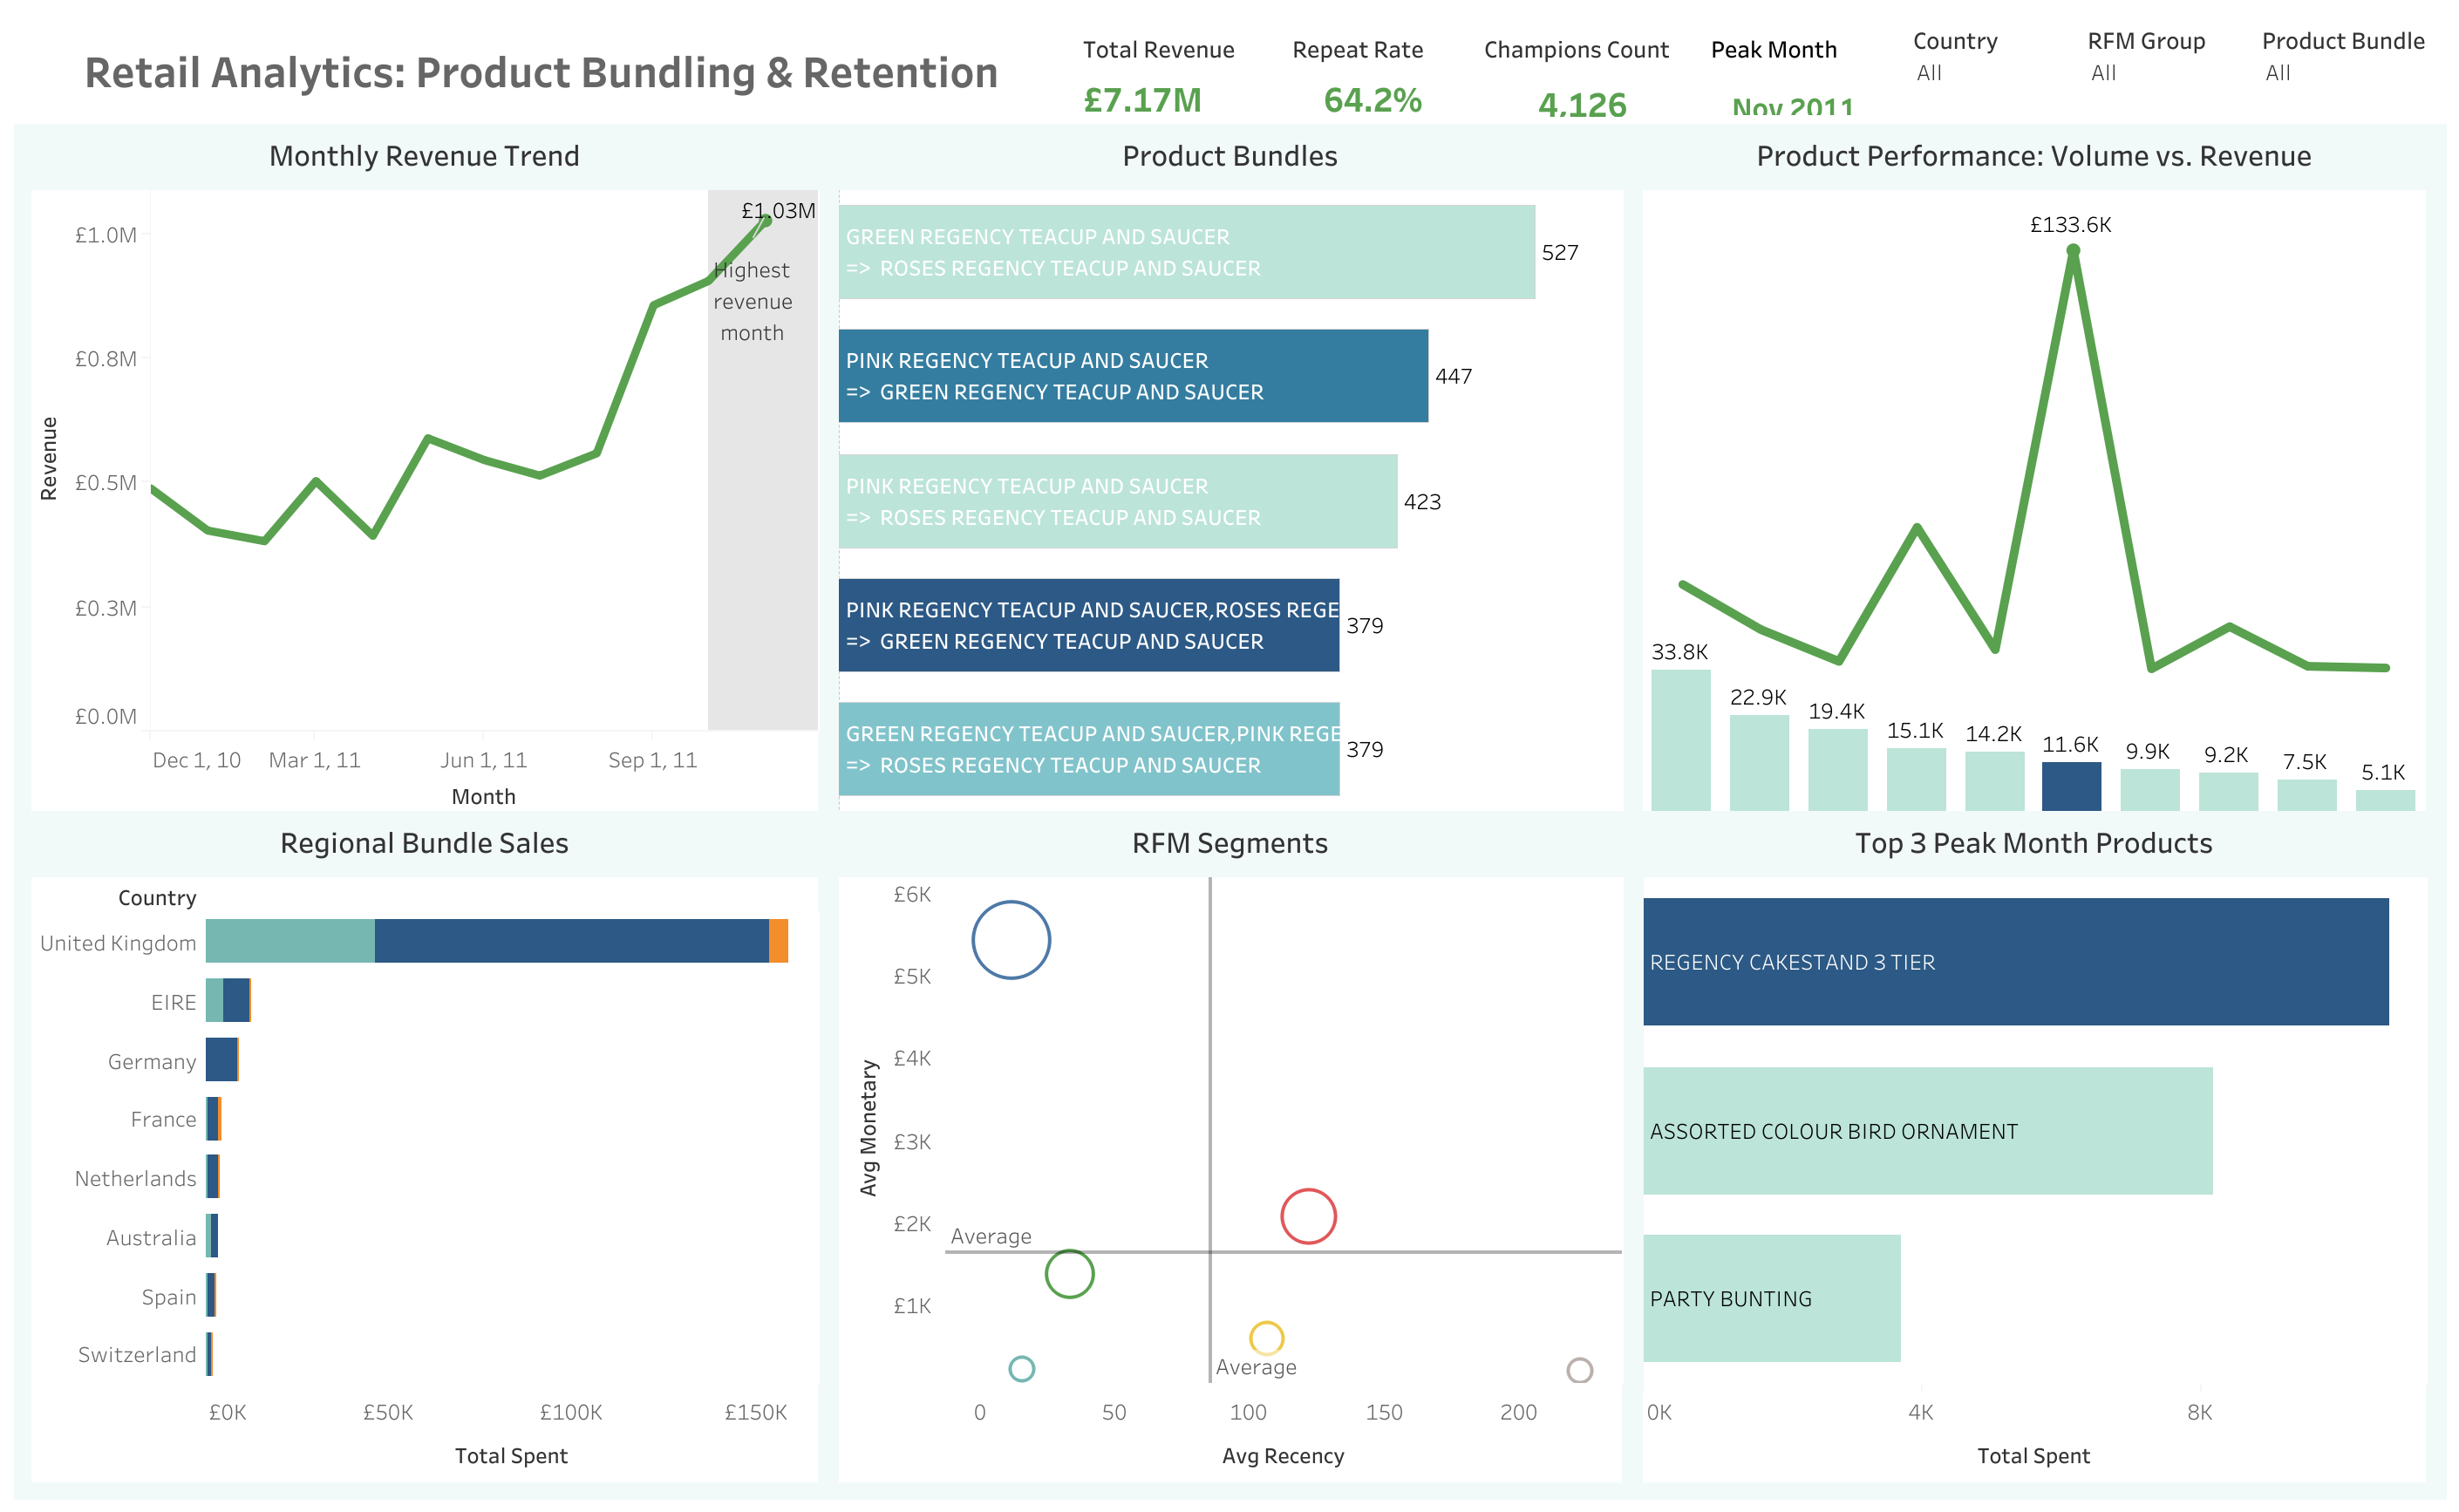 Retail Analytics: Product Bundling & Retention
Total Revenue
£7.17M
Repeat Rate
64.2%
Champions Count
4,126
Peak Month
Nov 2011
Country
All
RFM Group
All
Product Bundle
All
Monthly Revenue Trend
£1.0M
£0.8M
£0.5M
£0.3M
£0.0M
Revenue
£1.03M
Highest
revenue
month
Dec 1, 10
Mar 1, 11
Jun 1, 11
Sep 1, 11
Month
Product Bundles
GREEN REGENCY TEACUP AND SAUCER
=> ROSES REGENCY TEACUP AND SAUCER
527
PINK REGENCY TEACUP AND SAUCER
=> GREEN REGENCY TEACUP AND SAUCER
447
PINK REGENCY TEACUP AND SAUCER
=> ROSES REGENCY TEACUP AND SAUCER
423
PINK REGENCY TEACUP AND SAUCER,ROSES REGE
=> GREEN REGENCY TEACUP AND SAUCER
379
GREEN REGENCY TEACUP AND SAUCER,PINK REGE
=> ROSES REGENCY TEACUP AND SAUCER
379
Product Performance: Volume vs. Revenue
£133.6K
33.8K
22.9K
19.4K
15.1K
14.2K
11.6K
9.9K
9.2K
7.5K
5.1K
Regional Bundle Sales
Country
United Kingdom
EIRE
Germany
France
Netherlands
Australia
Spain
Switzerland
£0K
£50K
£100K
£150K
Total Spent
RFM Segments
£6K
£5K
£4K
£3K
£2K
£1K
Avg Monetary
Average
Average
0
50
100
150
200
Avg Recency
Top 3 Peak Month Products
REGENCY CAKESTAND 3 TIER
ASSORTED COLOUR BIRD ORNAMENT
PARTY BUNTING
0K
4K
8K
Total Spent